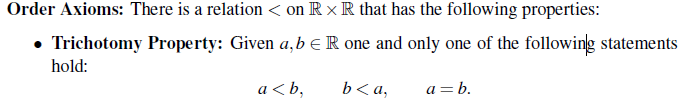 Order Axioms: There is a relation < on ℝ × ℝ that has the following properties:
• Trichotomy Property: Given a,b ∈ ℝ one and only one of the following statements
hold:
a < b, b < a, a = b.